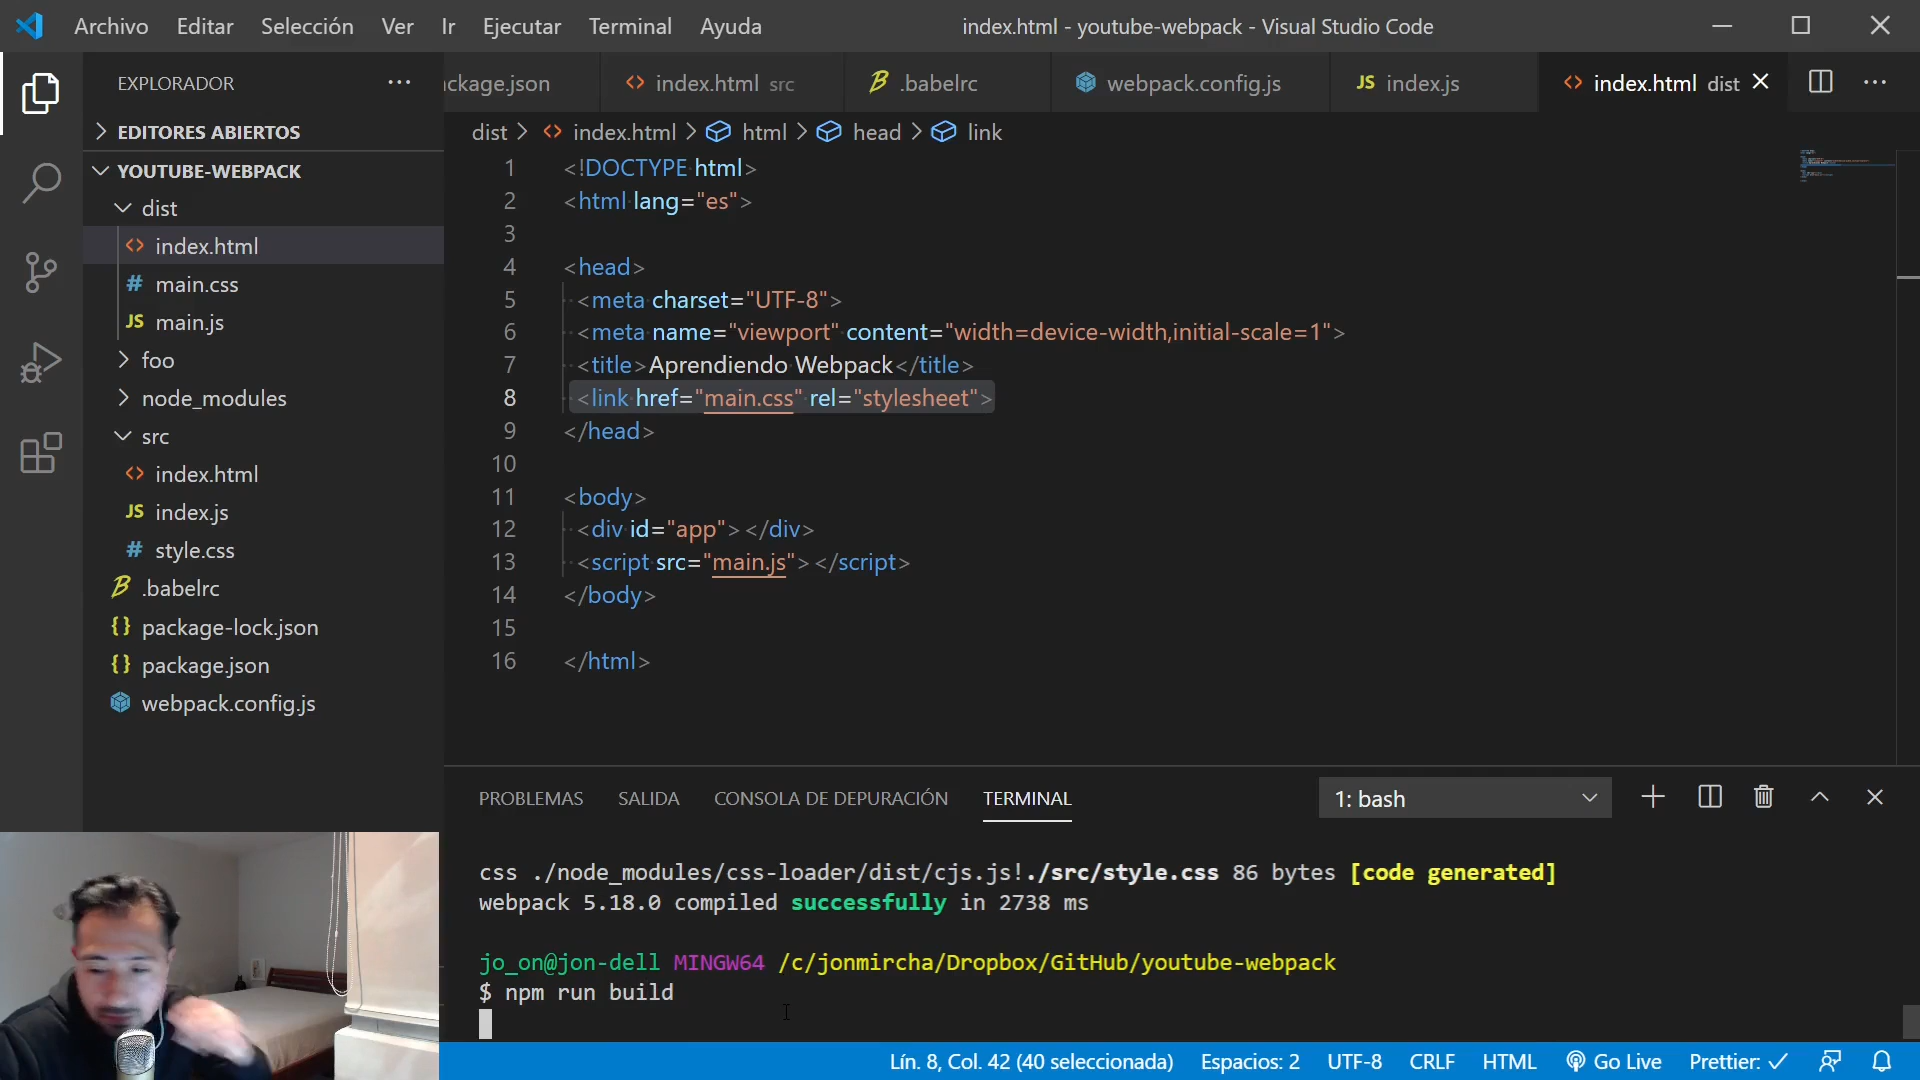 Archivo Editar Selección Ver Ir Ejecutar Terminal Ayuda index.html - youtube-webpack - Visual Studio Code
EXPLORADOR ···
ckage.json index.html src .babelrc webpack.config.js JS index.js index.html dist
EDITORES ABIERTOS
YOUTUBE-WEBPACK
dist
index.html
# main.css
JS main.js
foo
node_modules
src
index.html
JS index.js
# style.css
.babelrc
{} package-lock.json
{} package.json
webpack.config.js
dist > index.html > html > head > link
1 <!DOCTYPE html>
2 <html lang="es">
3
4 <head>
5 <meta charset="UTF-8">
6 <meta name="viewport" content="width=device-width,initial-scale=1">
7 <title>Aprendiendo Webpack</title>
8 <link href="main.css" rel="stylesheet">
9 </head>
10
11 <body>
12 <div id="app"></div>
13 <script src="main.js"></script>
14 </body>
15
16 </html>
PROBLEMAS SALIDA CONSOLA DE DEPURACIÓN TERMINAL 1: bash
css ./node_modules/css-loader/dist/cjs.js!./src/style.css 86 bytes [code generated]
webpack 5.18.0 compiled successfully in 2738 ms
jo_on@jon-dell MINGW64 /c/jonmircha/Dropbox/GitHub/youtube-webpack
$ npm run build
Lín. 8, Col. 42 (40 seleccionada) Espacios: 2 UTF-8 CRLF HTML Go Live Prettier: ✓